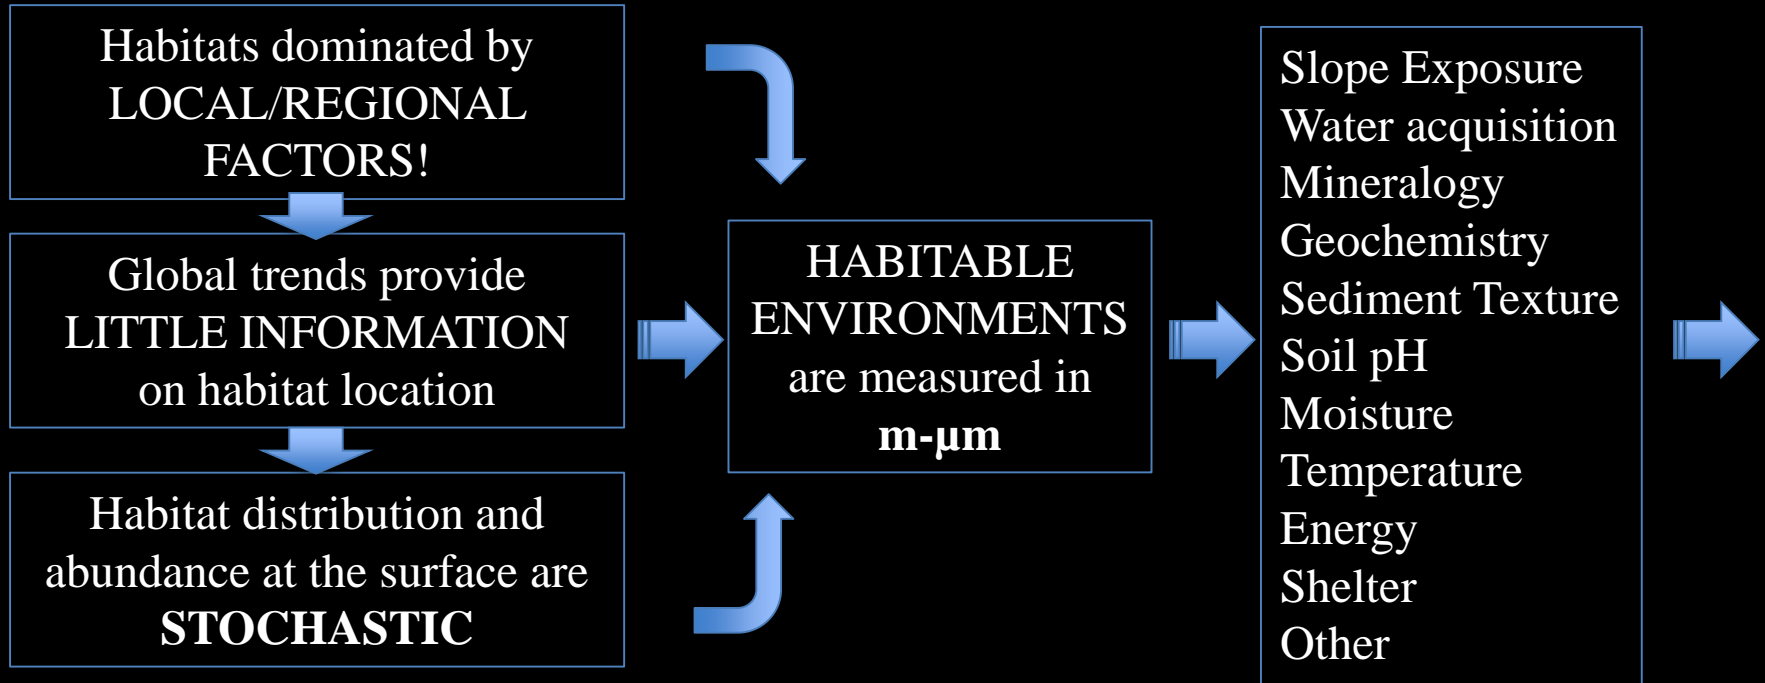 Habitats dominated by
LOCAL/REGIONAL
FACTORS!
Global trends provide
LITTLE INFORMATION
on habitat location
Habitat distribution and
abundance at the surface are
STOCHASTIC
HABITABLE
ENVIRONMENTS
are measured in
m-µm
Slope Exposure
Water acquisition
Mineralogy
Geochemistry
Sediment Texture
Soil pH
Moisture
Temperature
Energy
Shelter
Other